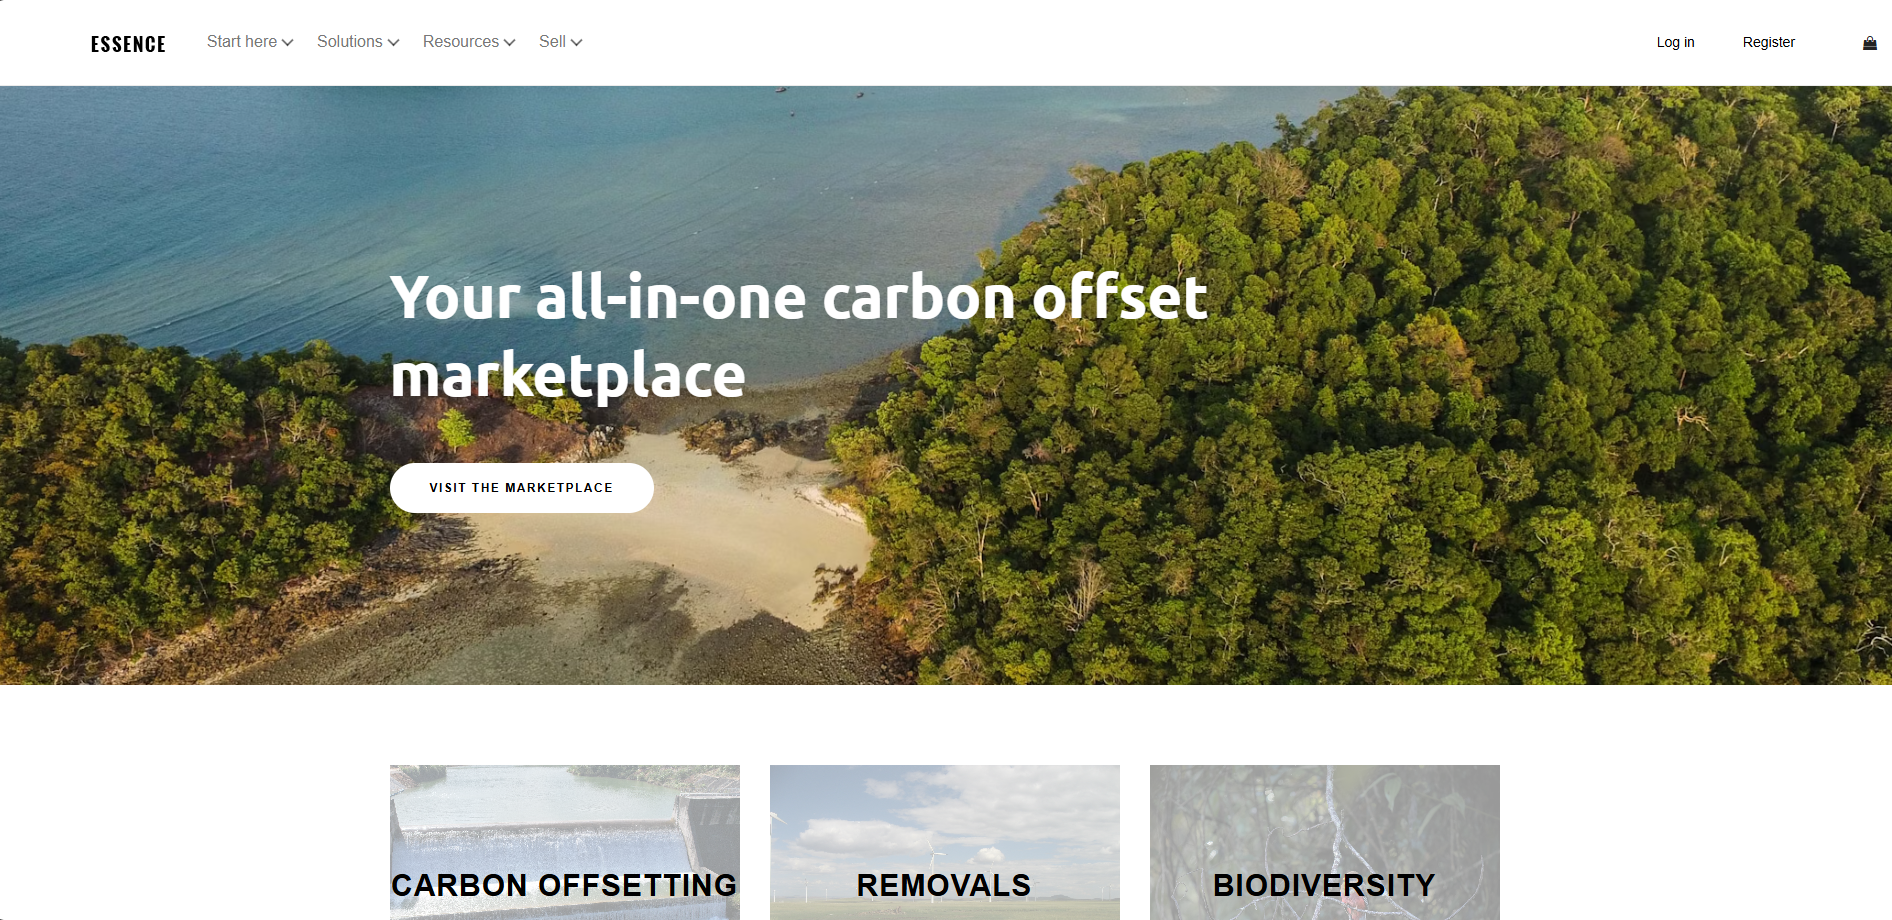 ESSENCE
Start here
Solutions
Resources
Sell
Log in
Register
Your all-in-one carbon offset
marketplace
VISIT THE MARKETPLACE
CARBON OFFSETTING
REMOVALS
BIODIVERSITY